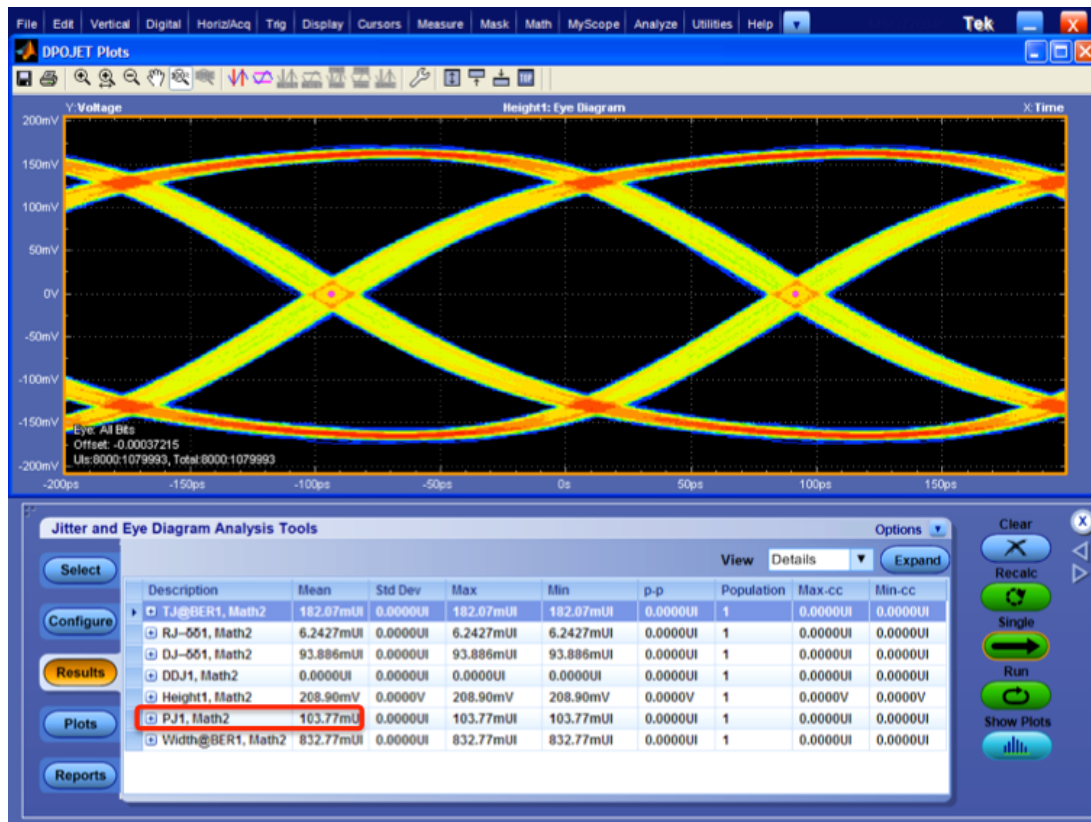 File Edit Vertical Digital Horiz/Acq Trig Display Cursors Measure Mask Math MyScope Analyze Utilities Help Tek X
DPOJET Plots
Y:Voltage Height1: Eye Diagram X:Time
200mV
150mV
100mV
50mV
0V
-50mV
-100mV
-150mV
Eye: All Bits
Offset: -0.00037215
UIs:8000:1079993, Total:8000:1079993
-200mV
-200ps -150ps -100ps -50ps 0s 50ps 100ps 150ps
Jitter and Eye Diagram Analysis Tools Options Clear X
View Details Expand
Select
Recalc
Description Mean Std Dev Max Min p-p Population Max-cc Min-cc
TJ@BER1, Math2 182.07mUI 0.0000UI 182.07mUI 182.07mUI 0.0000UI 1 0.0000UI 0.0000UI
Configure
Single
RJ-δδ1, Math2 6.2427mUI 0.0000UI 6.2427mUI 6.2427mUI 0.0000UI 1 0.0000UI 0.0000UI
DJ-δδ1, Math2 93.886mUI 0.0000UI 93.886mUI 93.886mUI 0.0000UI 1 0.0000UI 0.0000UI
Results
Run
DDJ1, Math2 0.0000UI 0.0000UI 0.0000UI 0.0000UI 0.0000UI 1 0.0000UI 0.0000UI
Height1, Math2 208.90mV 0.0000V 208.90mV 208.90mV 0.0000V 1 0.0000V 0.0000V
PJ1, Math2 103.77mU 0.0000UI 103.77mUI 103.77mUI 0.0000UI 1 0.0000UI 0.0000UI
Plots
Show Plots
Width@BER1, Math2 832.77mUI 0.0000UI 832.77mUI 832.77mUI 0.0000UI 1 0.0000UI 0.0000UI
Reports